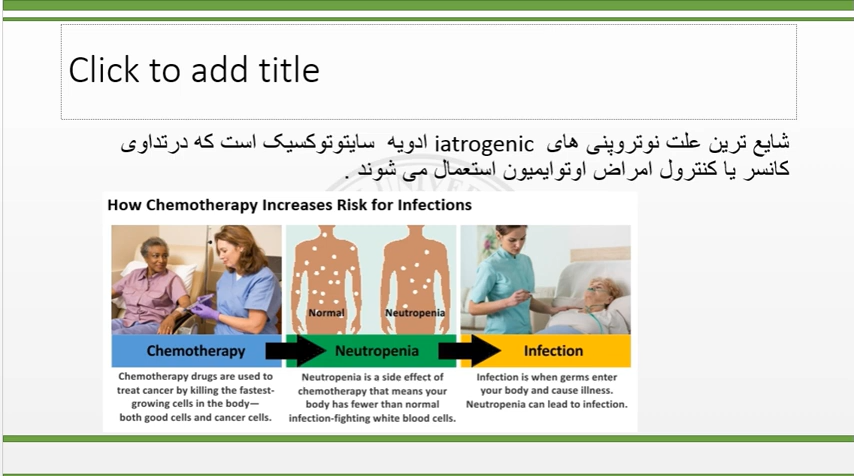 Click to add title
شایع ترین علت نوتروپنی های iatrogenic ادویه سایتوتوکسیک است که درتداوی
کانسر یا کنترول امراض اوتوایمیون استعمال می شوند .
How Chemotherapy Increases Risk for Infections
Normal
Neutropenia
Chemotherapy
Neutropenia
Infection
Chemotherapy drugs are used to
treat cancer by killing the fastest-
growing cells in the body—
both good cells and cancer cells.
Neutropenia is a side effect of
chemotherapy that means your
body has fewer than normal
infection-fighting white blood cells.
Infection is when germs enter
your body and cause illness.
Neutropenia can lead to infection.